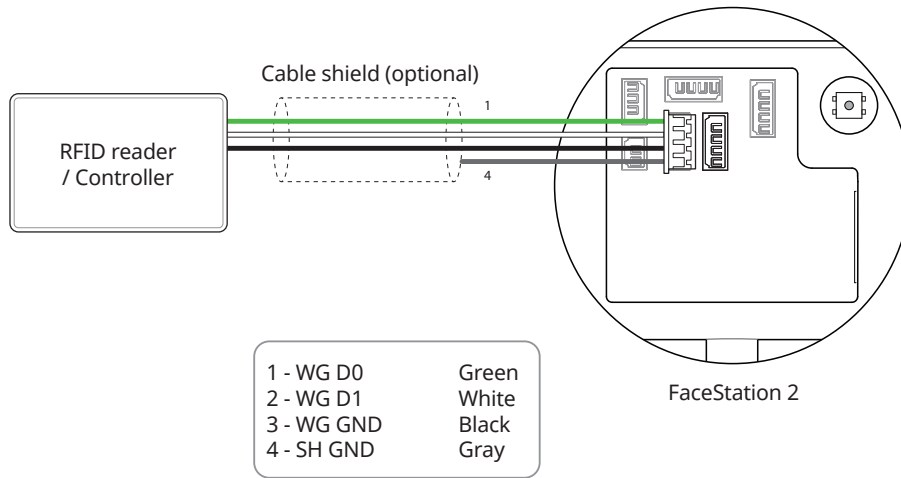 Cable shield (optional)
1
RFID reader
/ Controller
4
1 - WG D0 Green
2 - WG D1 White
3 - WG GND Black
4 - SH GND Gray
FaceStation 2